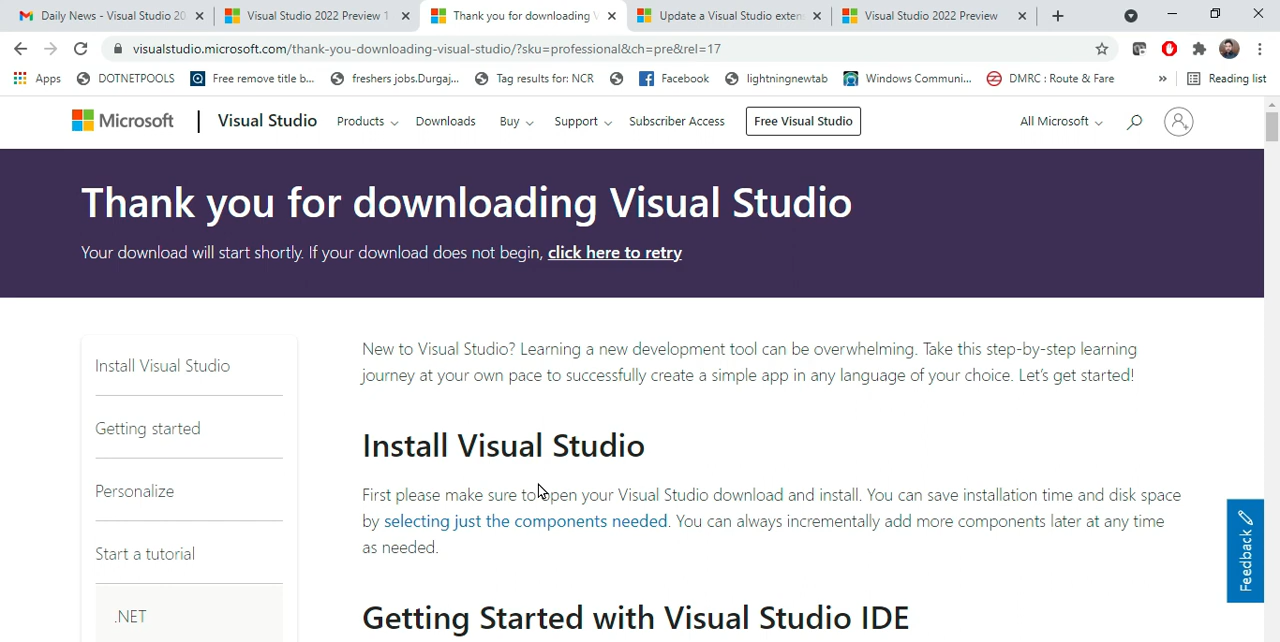 Daily News - Visual Studio 20
Visual Studio 2022 Preview 1
Thank you for downloading V
Update a Visual Studio exten
Visual Studio 2022 Preview
visualstudio.microsoft.com/thank-you-downloading-visual-studio/?sku=professional&ch=pre&rel=17
Apps DOTNETPOOLS Free remove title b... freshers jobs.Durgaj... Tag results for: NCR Facebook lightningnewtab Windows Communi... DMRC : Route & Fare » Reading list
Microsoft Visual Studio Products Downloads Buy Support Subscriber Access Free Visual Studio All Microsoft
Thank you for downloading Visual Studio
Your download will start shortly. If your download does not begin, click here to retry
Install Visual Studio
Getting started
Personalize
Start a tutorial
.NET
New to Visual Studio? Learning a new development tool can be overwhelming. Take this step-by-step learning
journey at your own pace to successfully create a simple app in any language of your choice. Let's get started!
Install Visual Studio
First please make sure to open your Visual Studio download and install. You can save installation time and disk space
by selecting just the components needed. You can always incrementally add more components later at any time
as needed.
Getting Started with Visual Studio IDE
Feedback